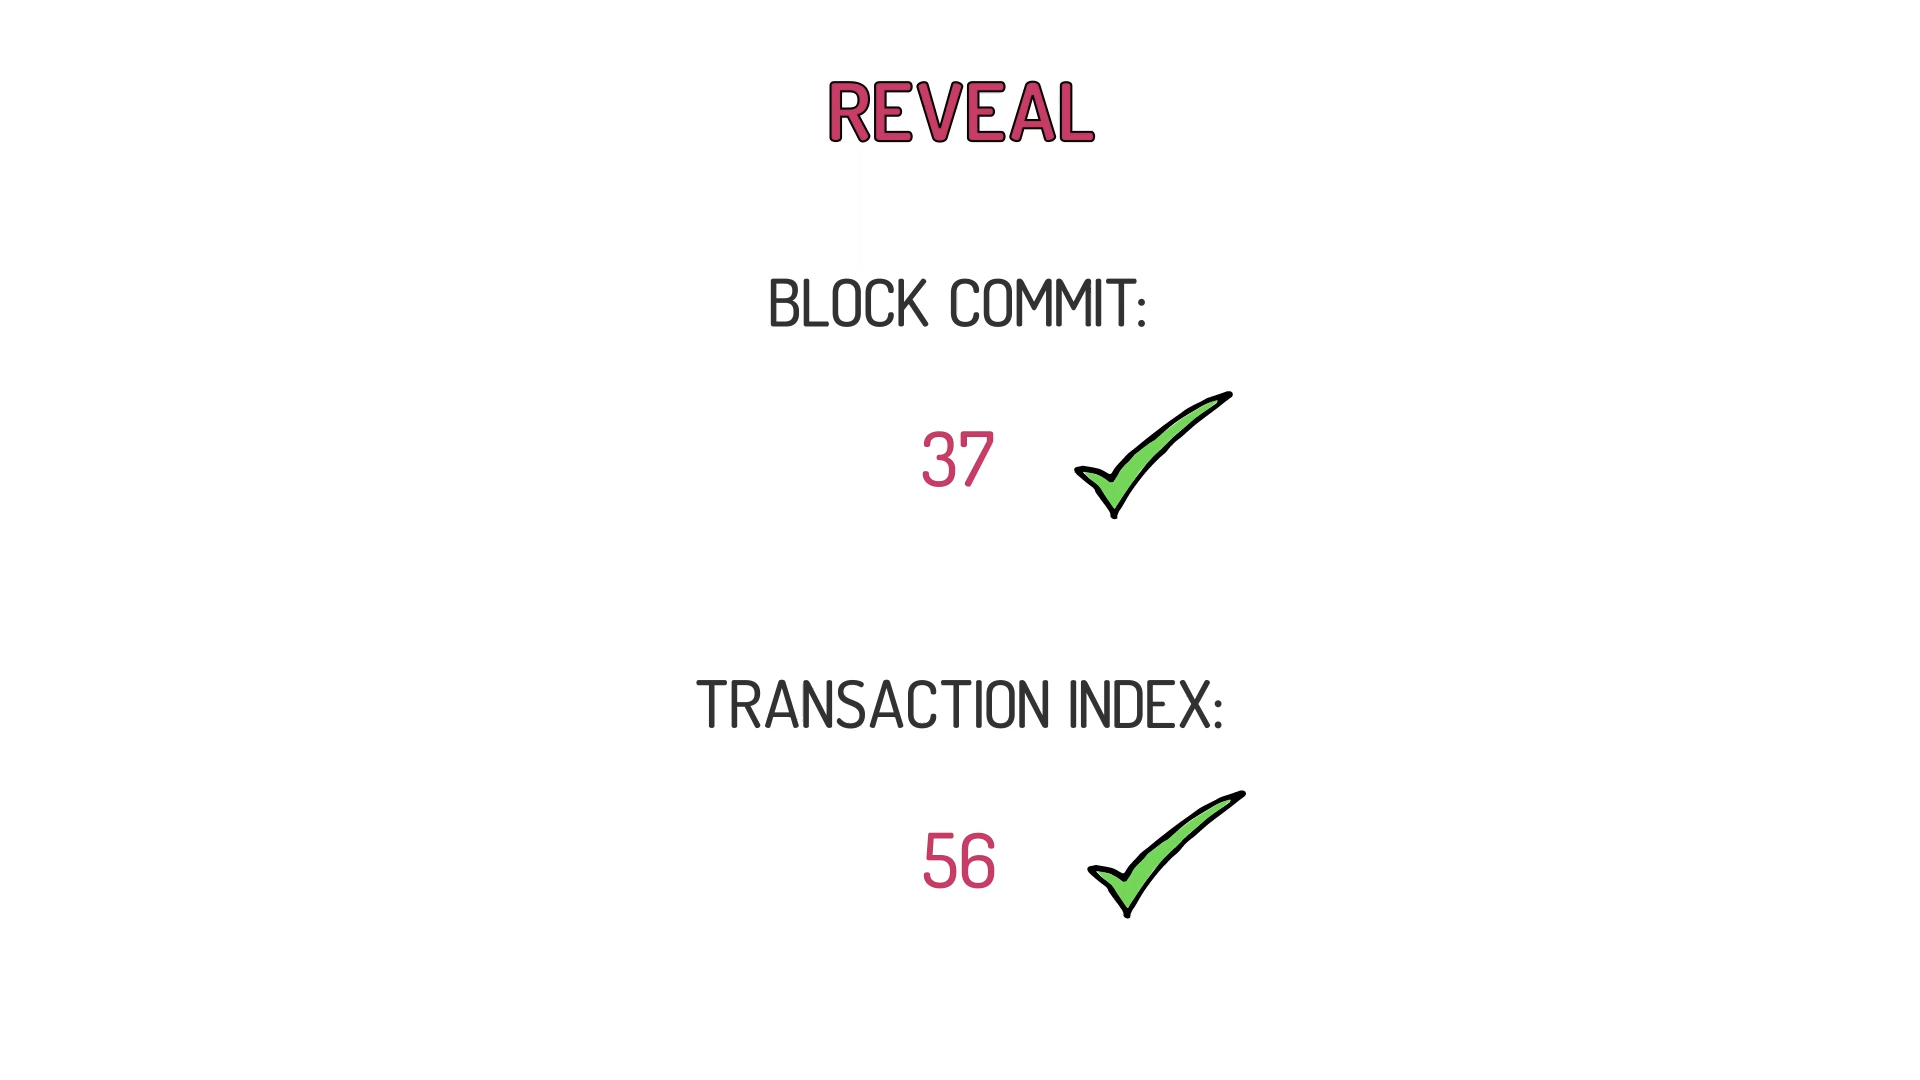 REVEAL
BLOCK COMMIT:
37
TRANSACTION INDEX:
56